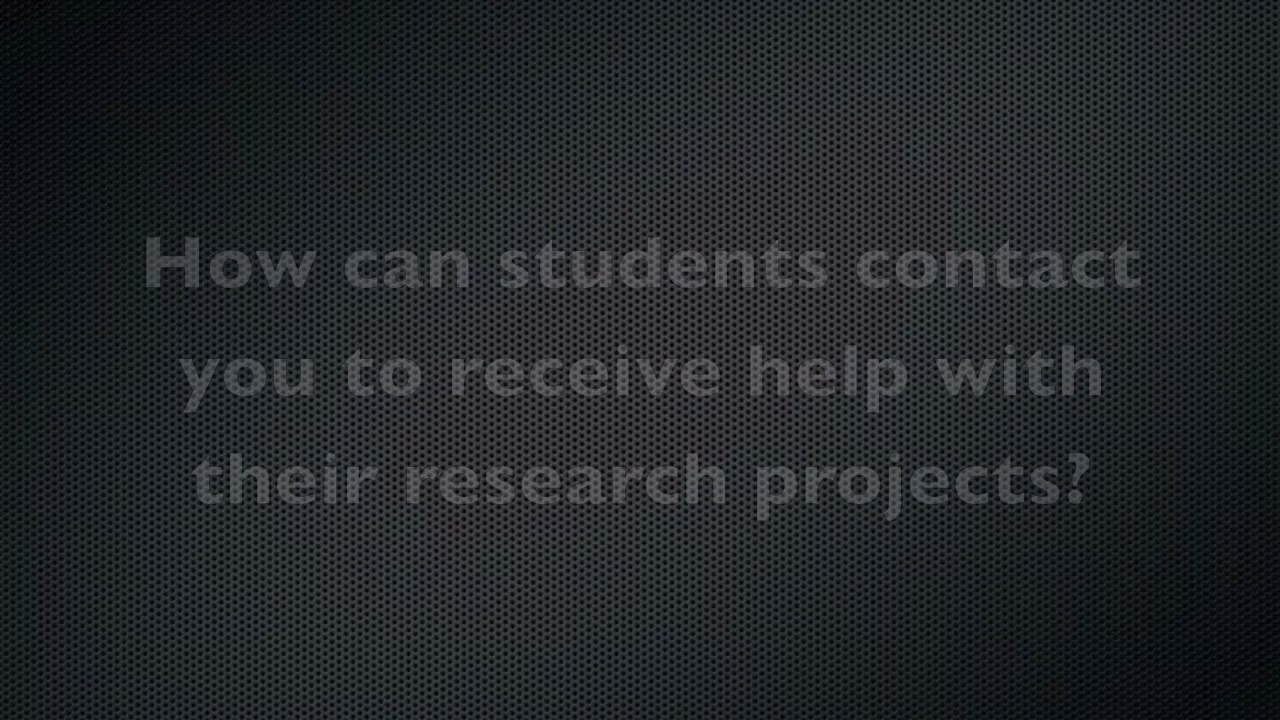 How can students contact
you to receive help with
their research projects?